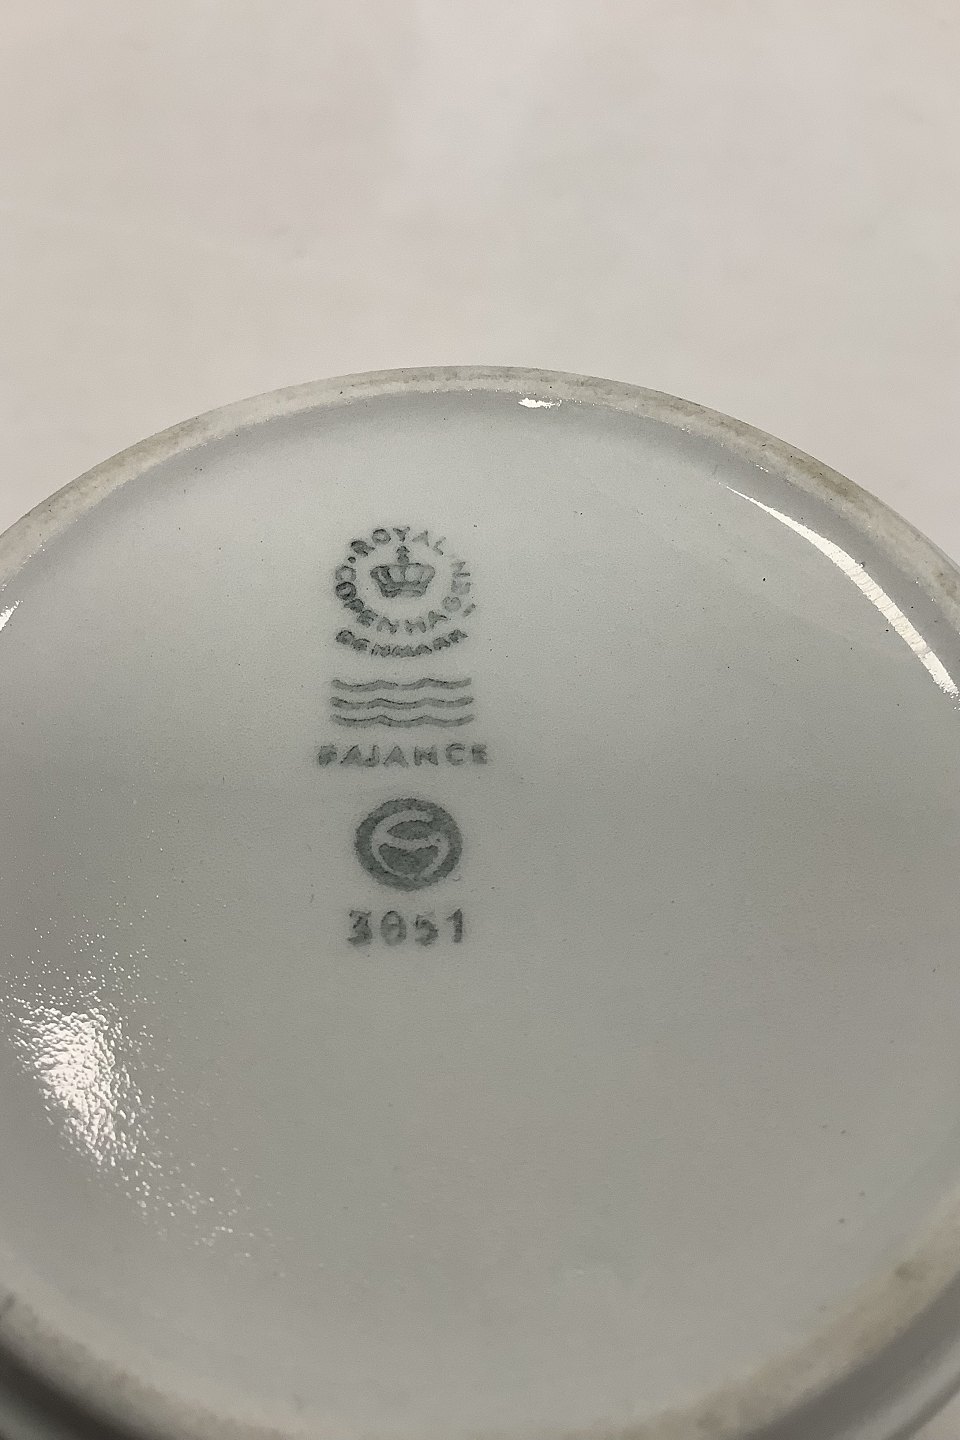 ROYAL
COPENHAGEN
DENMARK
FAJANCE
3051